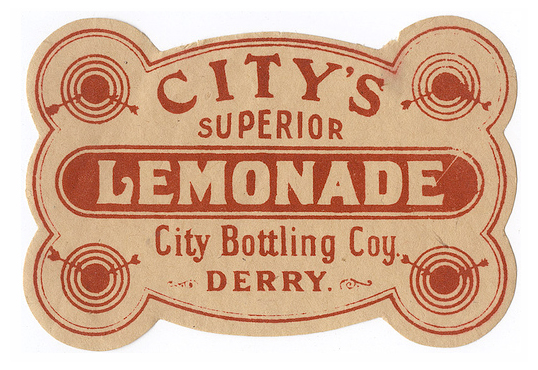 CITY'S
SUPERIOR
LEMONADE
City Bottling Coy.
DERRY.